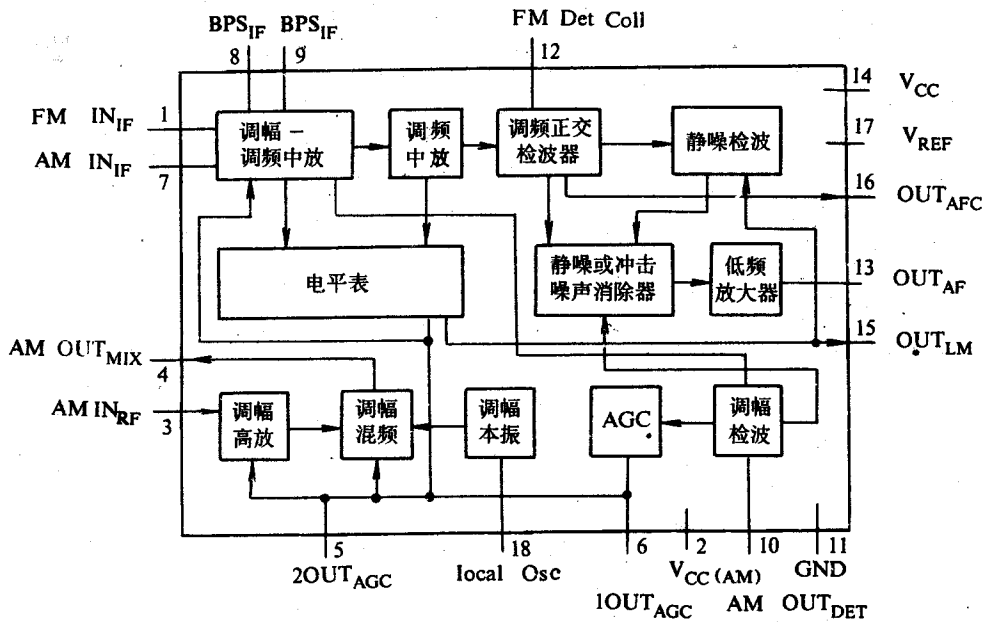 BPS_IF BPS_IF
FM Det Coll
8 9 12
14 V_CC
FM IN_IF 1
调幅－
调频中放
调频
中放
调频正交
检波器
静噪检波
17 V_REF
AM IN_IF
7
16 OUT_AFC
电平表
静噪或冲击
噪声消除器
低频
放大器
13 OUT_AF
15 OUT_LM
AM OUT_MIX
4
AM IN_RF
3
调幅
高放
调幅
混频
调幅
本振
AGC
调幅
检波
5 18 6 2 10 11
2OUT_AGC
local Osc
V_CC(AM)
GND
1OUT_AGC
AM OUT_DET